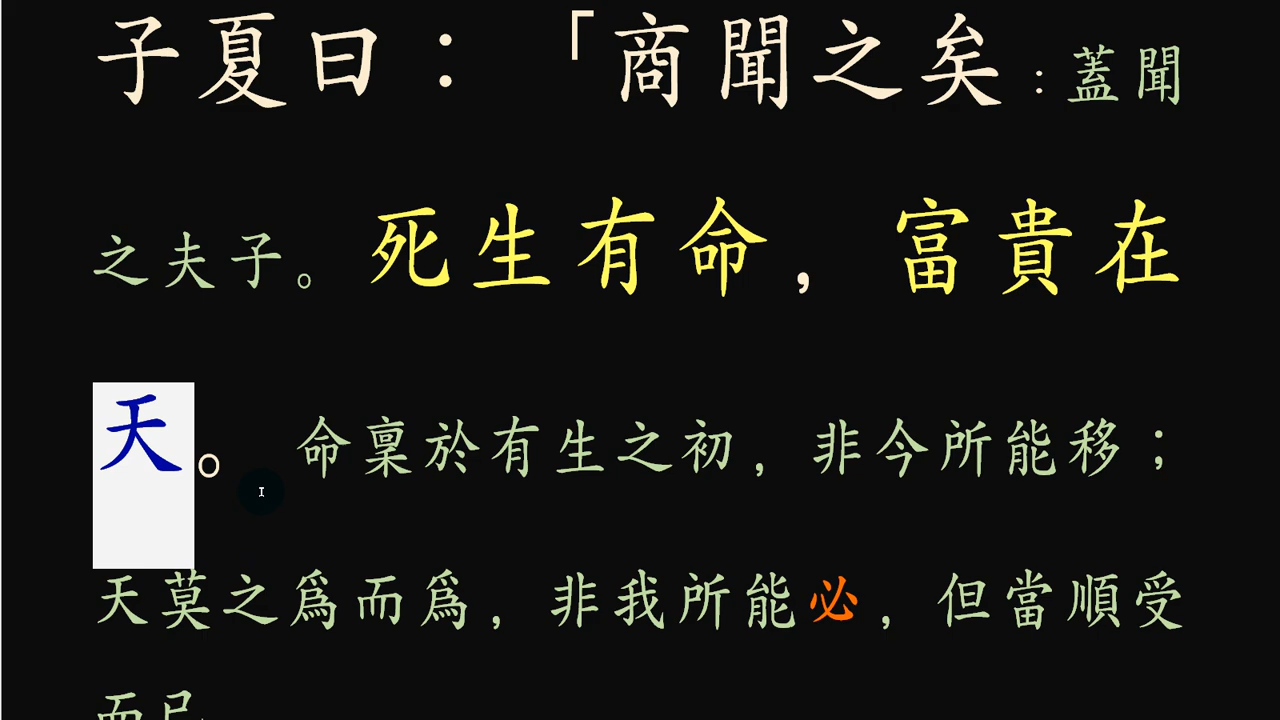 子夏曰：「商聞之矣：蓋聞
之夫子。死生有命，富貴在
天。命稟於有生之初，非今所能移；
天莫之爲而爲，非我所能必，但當順受
而已